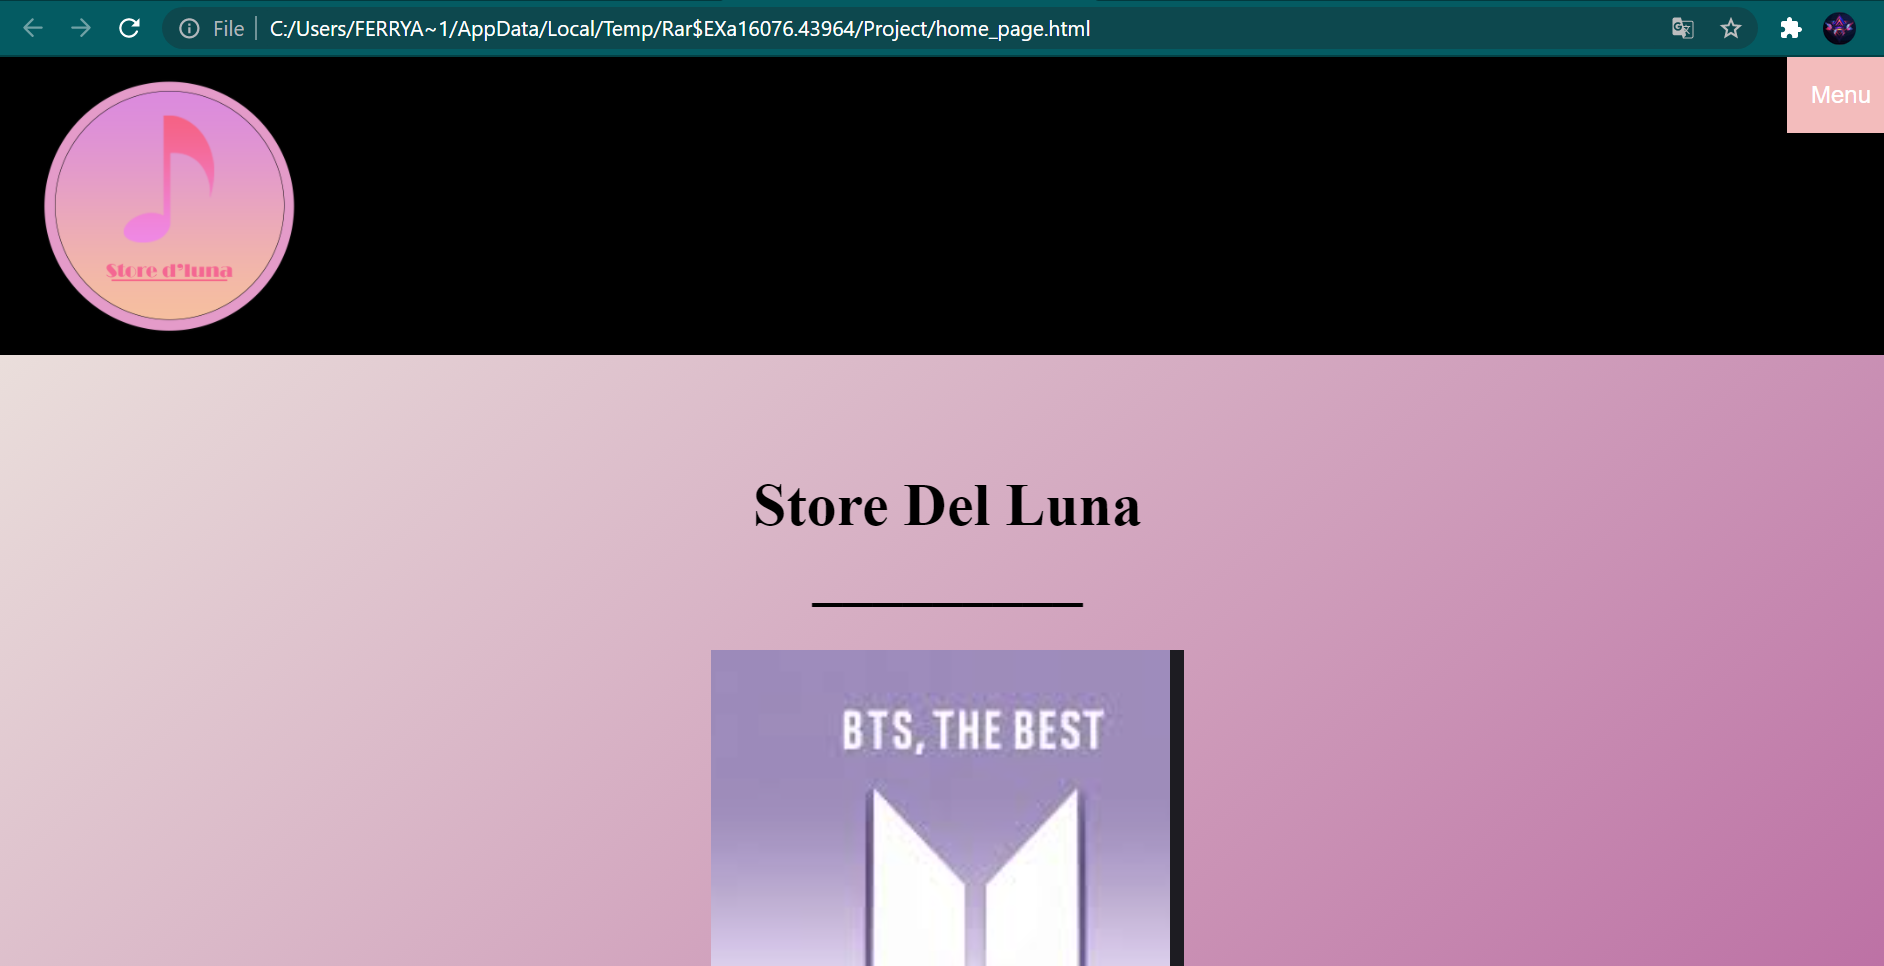 File
C:/Users/FERRYA~1/AppData/Local/Temp/Rar$EXa16076.43964/Project/home_page.html
Menu
Store d'luna
Store Del Luna
BTS, THE BEST